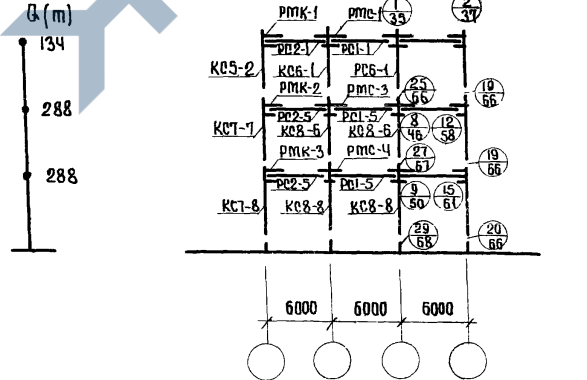 Q (m)
134
288
288
РМК-1
РМС-1
1
35
2
37
РС2-1
РС1-1
КС5-2
КС6-1
РС6-1
РМК-2
РМС-3
25
66
19
66
РС2-5
РС1-5
КС7-7
КС8-6
КС8-6
8
46
12
58
РМК-3
РМС-4
27
67
19
66
РС2-5
РС1-5
КС7-8
КС8-8
КС8-8
9
50
15
61
29
68
20
66
6000
6000
6000